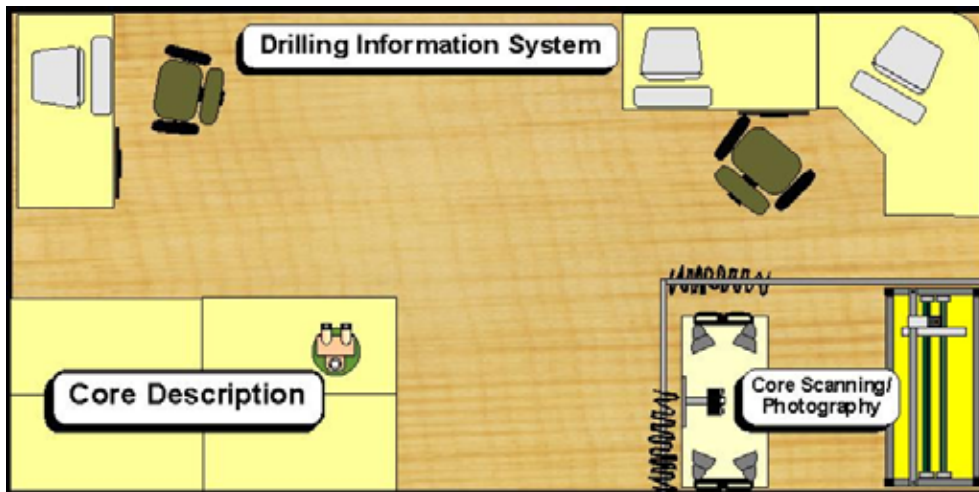 Drilling Information System
Core Description
Core Scanning/
Photography